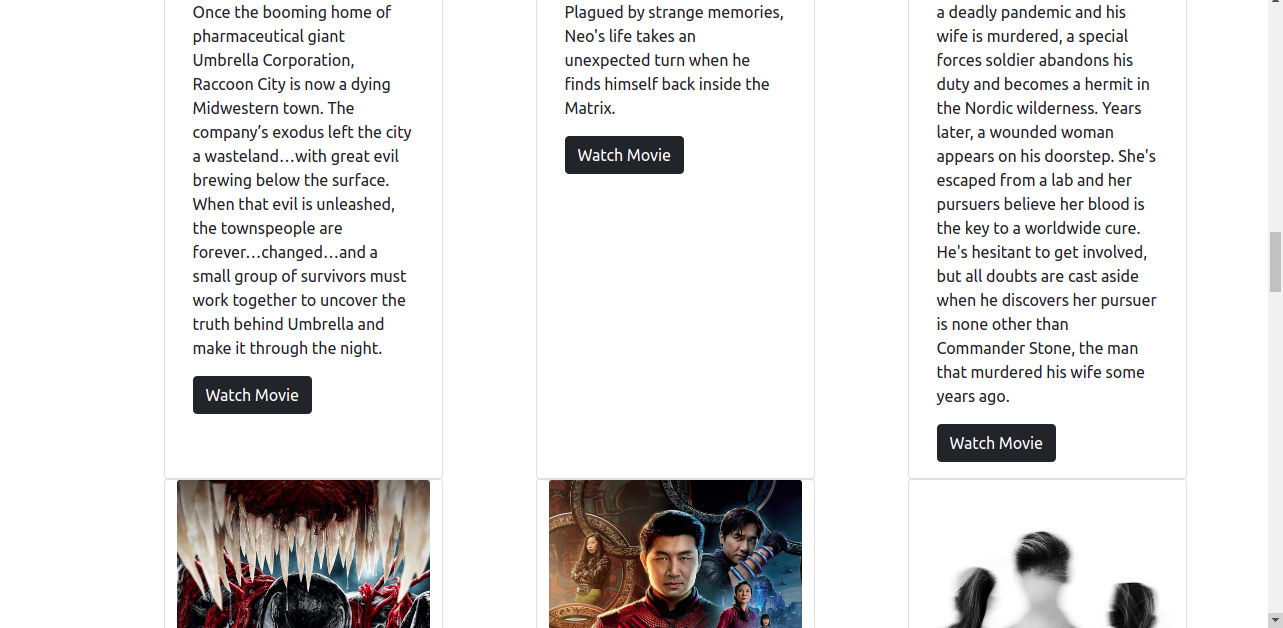 Once the booming home of
pharmaceutical giant
Umbrella Corporation,
Raccoon City is now a dying
Midwestern town. The
company’s exodus left the city
a wasteland…with great evil
brewing below the surface.
When that evil is unleashed,
the townspeople are
forever…changed…and a
small group of survivors must
work together to uncover the
truth behind Umbrella and
make it through the night.
Watch Movie
Plagued by strange memories,
Neo's life takes an
unexpected turn when he
finds himself back inside the
Matrix.
Watch Movie
a deadly pandemic and his
wife is murdered, a special
forces soldier abandons his
duty and becomes a hermit in
the Nordic wilderness. Years
later, a wounded woman
appears on his doorstep. She's
escaped from a lab and her
pursuers believe her blood is
the key to a worldwide cure.
He's hesitant to get involved,
but all doubts are cast aside
when he discovers her pursuer
is none other than
Commander Stone, the man
that murdered his wife some
years ago.
Watch Movie